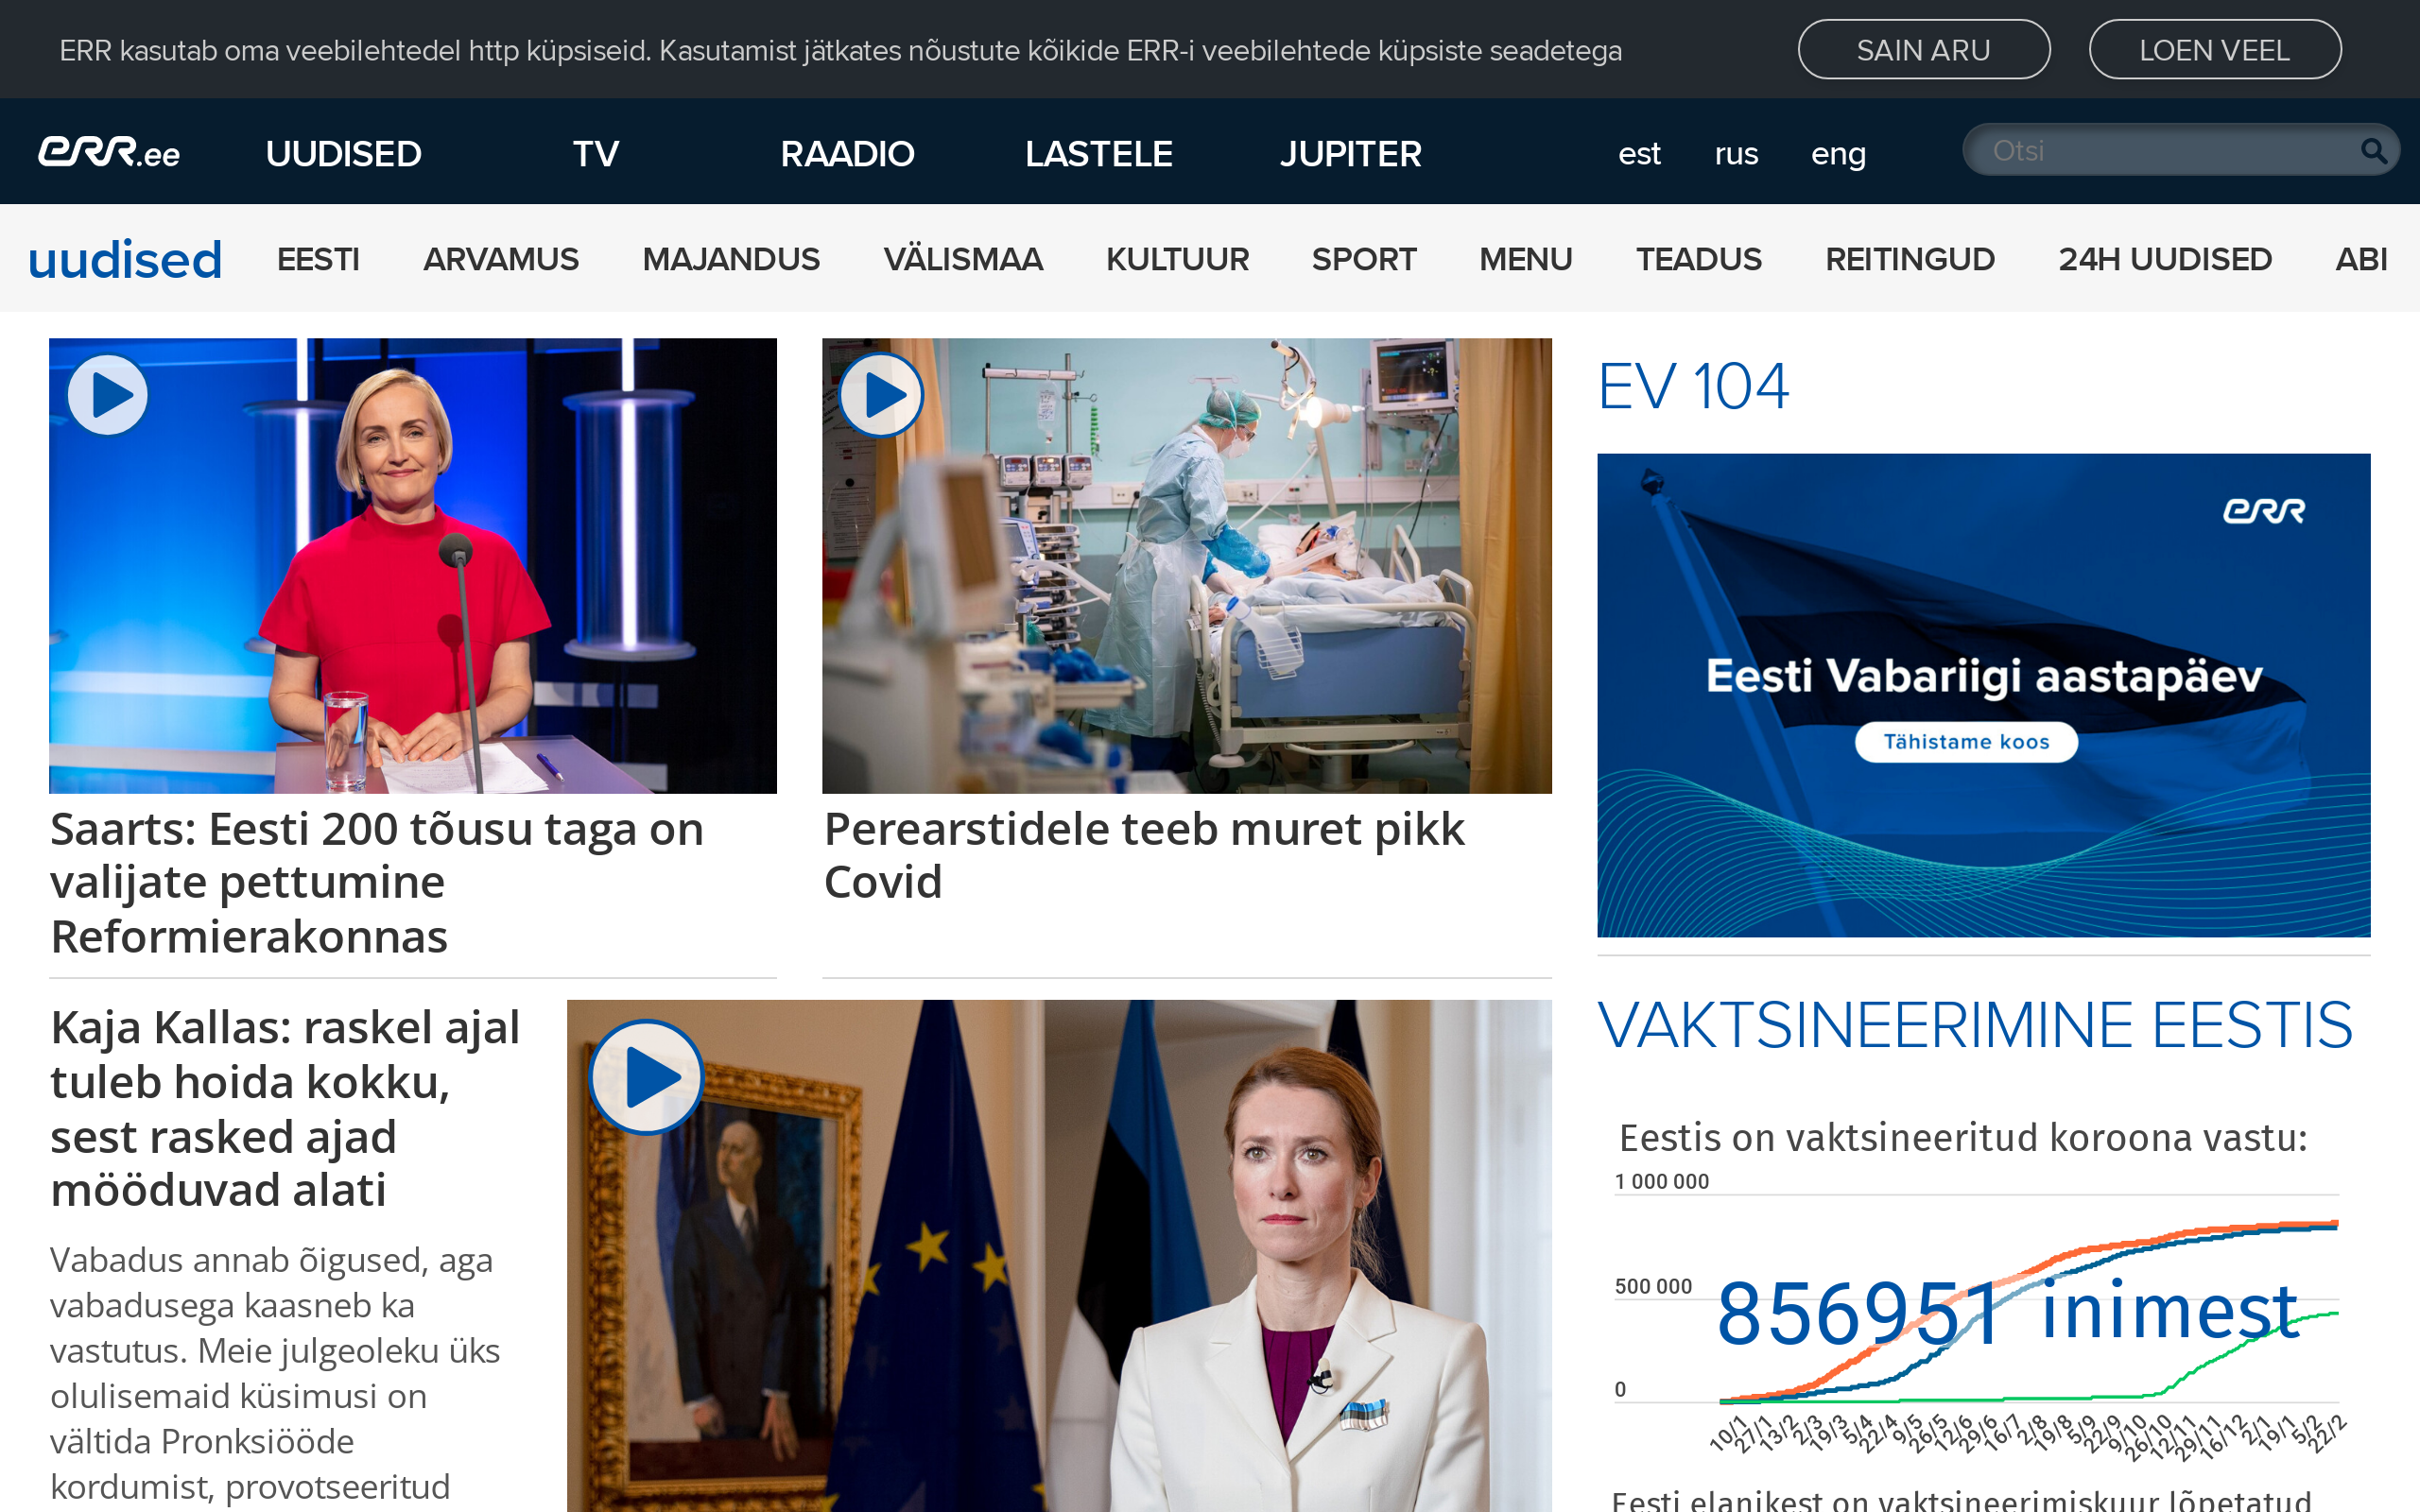 ERR kasutab oma veebilehtedel http küpsiseid. Kasutamist jätkates nõustute kõikide ERR-i veebilehtede küpsiste seadetega
SAIN ARU
LOEN VEEL
err.ee
UUDISED
TV
RAADIO
LASTELE
JUPITER
est
rus
eng
Otsi
uudised
EESTI
ARVAMUS
MAJANDUS
VÄLISMAA
KULTUUR
SPORT
MENU
TEADUS
REITINGUD
24H UUDISED
ABI
Saarts: Eesti 200 tõusu taga on
valijate pettumine
Reformierakonnas
Perearstidele teeb muret pikk
Covid
Kaja Kallas: raskel ajal
tuleb hoida kokku,
sest rasked ajad
mööduvad alati
Vabadus annab õigused, aga
vabadusega kaasneb ka
vastutus. Meie julgeoleku üks
olulisemaid küsimusi on
vältida Pronksiööde
kordumist, provotseeritud
EV 104
err
Eesti Vabariigi aastapäev
Tähistame koos
VAKTSINEERIMINE EESTIS
Eestis on vaktsineeritud koroona vastu:
1 000 000
500 000
856951 inimest
0
10/1
27/1
13/2
2/3
19/3
5/4
22/4
9/5
26/5
12/6
29/6
16/7
2/8
19/8
5/9
22/9
9/10
26/10
12/11
29/11
16/12
2/1
19/1
5/2
22/2
Eesti elanikest on vaktsineerimiskuur lõpetatud